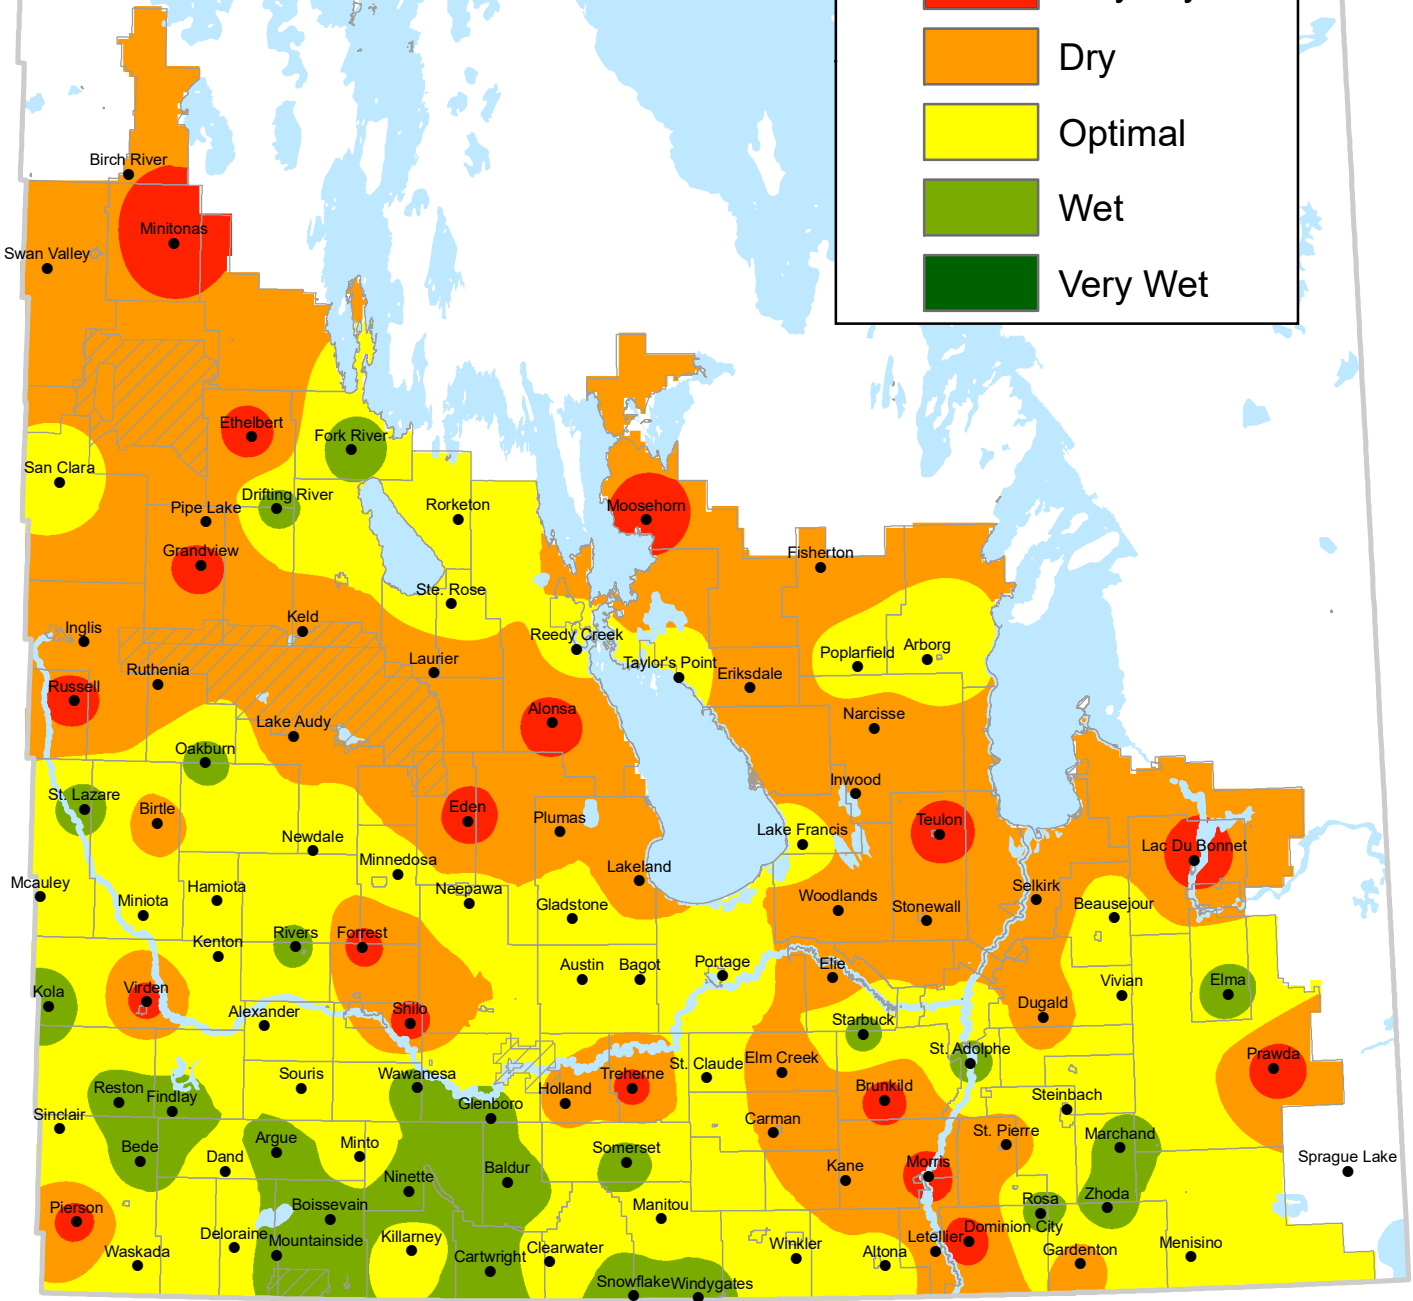 Dry
Optimal
Wet
Very Wet
Birch River
Minitonas
Swan Valley
Ethelbert
Fork River
San Clara
Drifting River
Pipe Lake
Rorketon
Moosehorn
Grandview
Fisherton
Ste. Rose
Keld
Inglis
Reedy Creek
Laurier
Ruthenia
Taylor's Point
Eriksdale
Poplarfield
Arborg
Russell
Alonsa
Narcisse
Lake Audy
Oakburn
Inwood
St. Lazare
Birtle
Eden
Plumas
Teulon
Newdale
Lake Francis
Lac Du Bonnet
Minnedosa
Lakeland
Mcauley
Hamiota
Neepawa
Selkirk
Miniota
Gladstone
Woodlands
Stonewall
Beausejour
Kenton
Rivers
Forrest
Austin
Bagot
Portage
Elie
Kola
Virden
Vivian
Elma
Alexander
Shilo
Starbuck
Dugald
St. Adolphe
Souris
Wawanesa
Holland
Treherne
St. Claude
Elm Creek
Prawda
Reston
Findlay
Glenboro
Brunkild
Steinbach
Sinclair
Carman
St. Pierre
Marchand
Bede
Argue
Minto
Somerset
Dand
Baldur
Kane
Morris
Sprague Lake
Ninette
Pierson
Boissevain
Manitou
Rosa
Zhoda
Deloraine
Mountainside
Killarney
Dominion City
Letellier
Waskada
Cartwright
Clearwater
Winkler
Altona
Gardenton
Menisino
Snowflake
Windygates